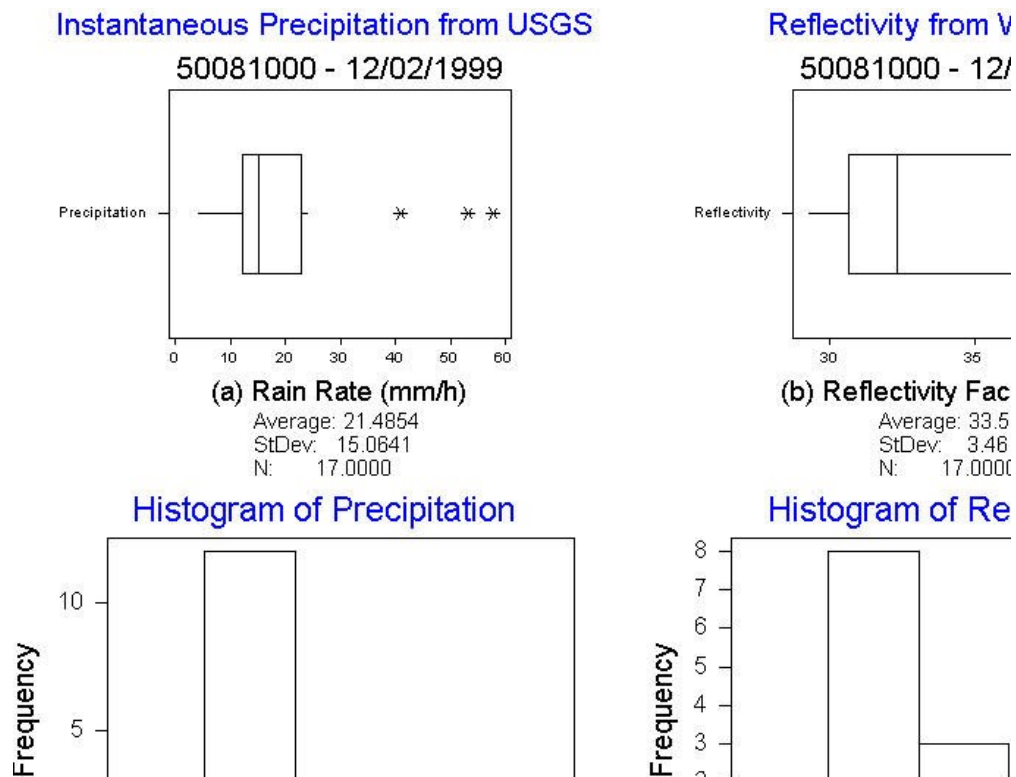 Instantaneous Precipitation from USGS
50081000 - 12/02/1999
Precipitation
0 10 20 30 40 50 60
(a) Rain Rate (mm/h)
Average: 21.4854
StDev: 15.0641
N: 17.0000
Reflectivity from
50081000 - 12/
Reflectivity
30 35
(b) Reflectivity Fac
Average: 33.5
StDev: 3.46
N: 17.0000
Histogram of Precipitation
10
5
Frequency
Histogram of Re
8
7
6
5
4
3
Frequency